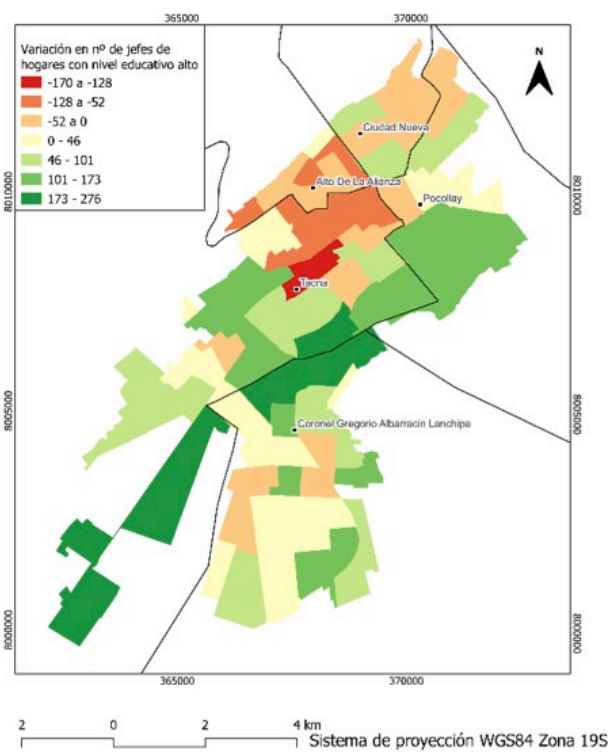 365000 370000
Variación en nº de jefes de
hogares con nivel educativo alto
-170 a -128
-128 a -52
-52 a 0
0 - 46
46 - 101
101 - 173
173 - 276
N
Ciudad Nueva
8010000 8010000
Alto De La Alianza
Pocollay
Tacna
8005000 8005000
Coronel Gregorio Albarracin Lanchipa
8000000 8000000
365000 370000
2 0 2 4 km
Sistema de proyección WGS84 Zona 19S